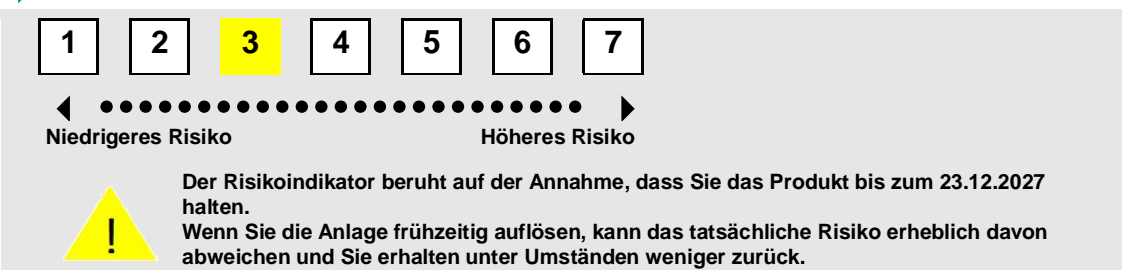 1 2 3 4 5 6 7
Niedrigeres Risiko Höheres Risiko
Der Risikoindikator beruht auf der Annahme, dass Sie das Produkt bis zum 23.12.2027
halten.
Wenn Sie die Anlage frühzeitig auflösen, kann das tatsächliche Risiko erheblich davon
abweichen und Sie erhalten unter Umständen weniger zurück.
!